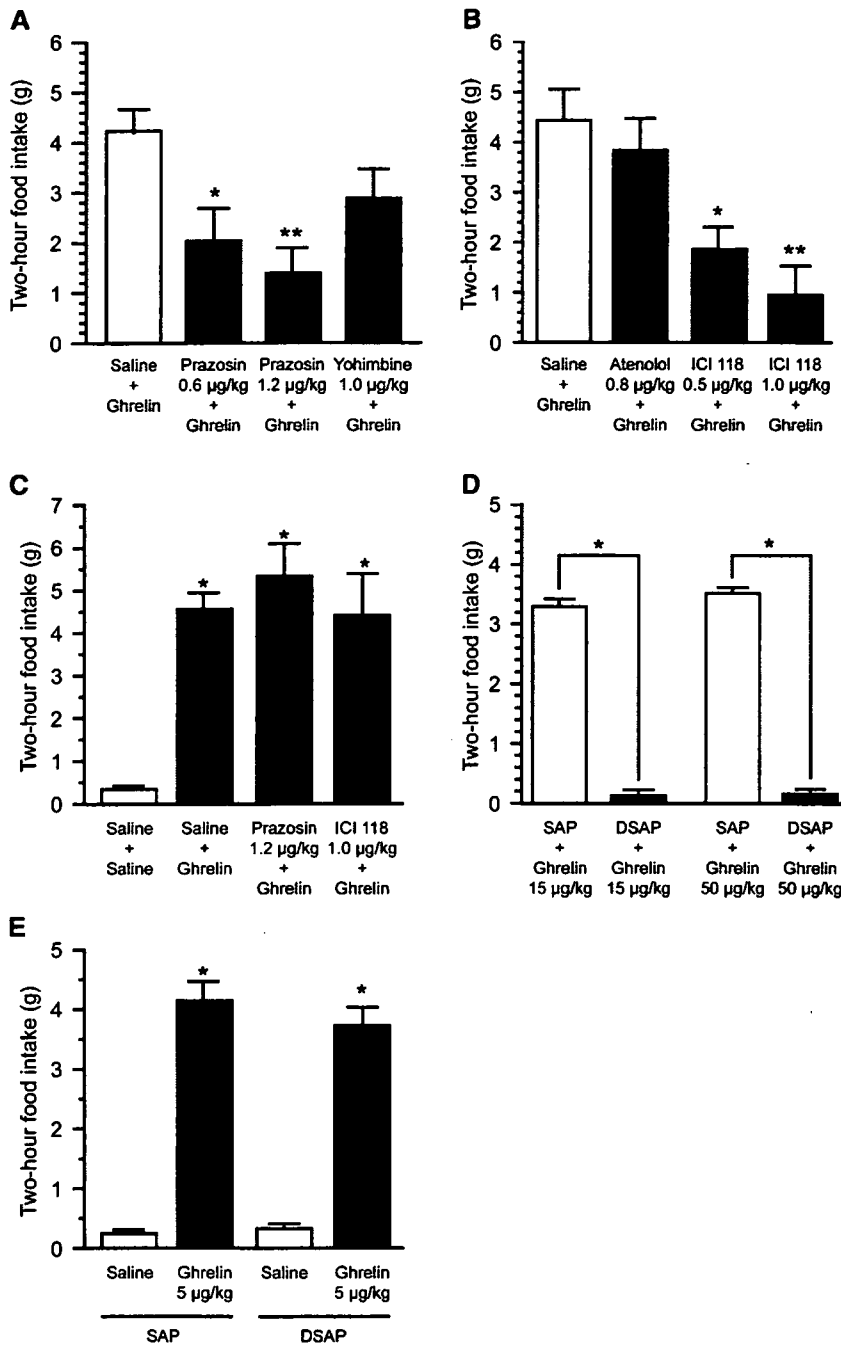 A
Two-hour food intake (g)
6
5
4
3
2
1
0
*
**
Saline + Ghrelin
Prazosin 0.6 µg/kg + Ghrelin
Prazosin 1.2 µg/kg + Ghrelin
Yohimbine 1.0 µg/kg + Ghrelin
B
Two-hour food intake (g)
6
5
4
3
2
1
0
*
**
Saline + Ghrelin
Atenolol 0.8 µg/kg + Ghrelin
ICI 118 0.5 µg/kg + Ghrelin
ICI 118 1.0 µg/kg + Ghrelin
C
Two-hour food intake (g)
7
6
5
4
3
2
1
0
*
*
*
Saline + Saline
Saline + Ghrelin
Prazosin 1.2 µg/kg + Ghrelin
ICI 118 1.0 µg/kg + Ghrelin
D
Two-hour food intake (g)
5
4
3
2
1
0
*
*
SAP + Ghrelin 15 µg/kg
DSAP + Ghrelin 15 µg/kg
SAP + Ghrelin 50 µg/kg
DSAP + Ghrelin 50 µg/kg
E
Two-hour food intake (g)
5
4
3
2
1
0
*
*
Saline
Ghrelin 5 µg/kg
Saline
Ghrelin 5 µg/kg
SAP
DSAP